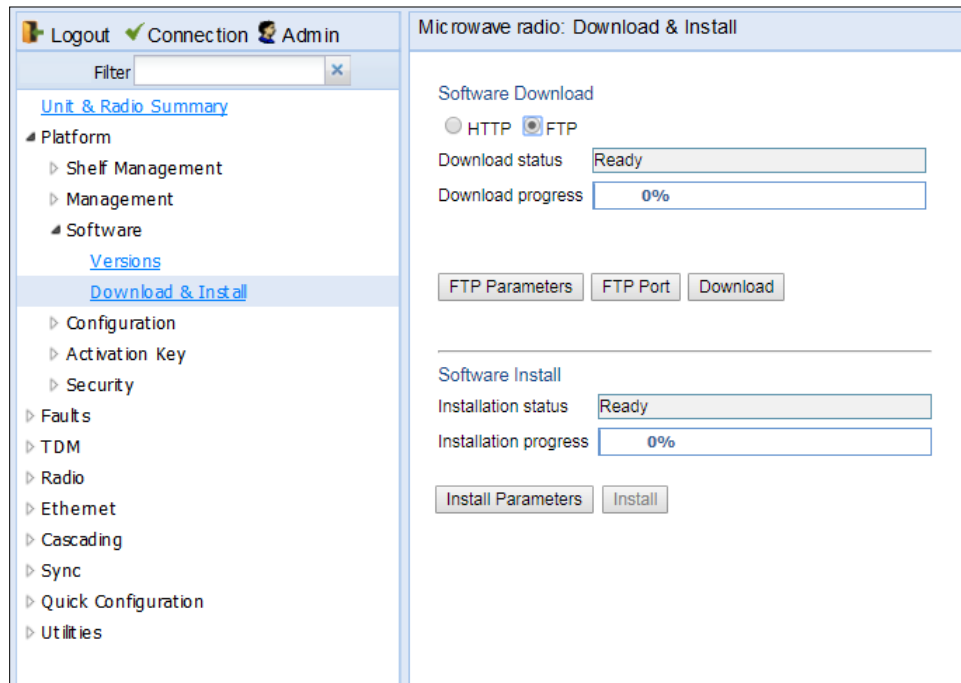 Logout Connection Admin
Filter
Unit & Radio Summary
Platform
Shelf Management
Management
Software
Versions
Download & Install
Configuration
Activation Key
Security
Faults
TDM
Radio
Ethernet
Cascading
Sync
Quick Configuration
Utilities
Microwave radio: Download & Install
Software Download
HTTP FTP
Download status Ready
Download progress 0%
FTP Parameters FTP Port Download
Software Install
Installation status Ready
Installation progress 0%
Install Parameters Install